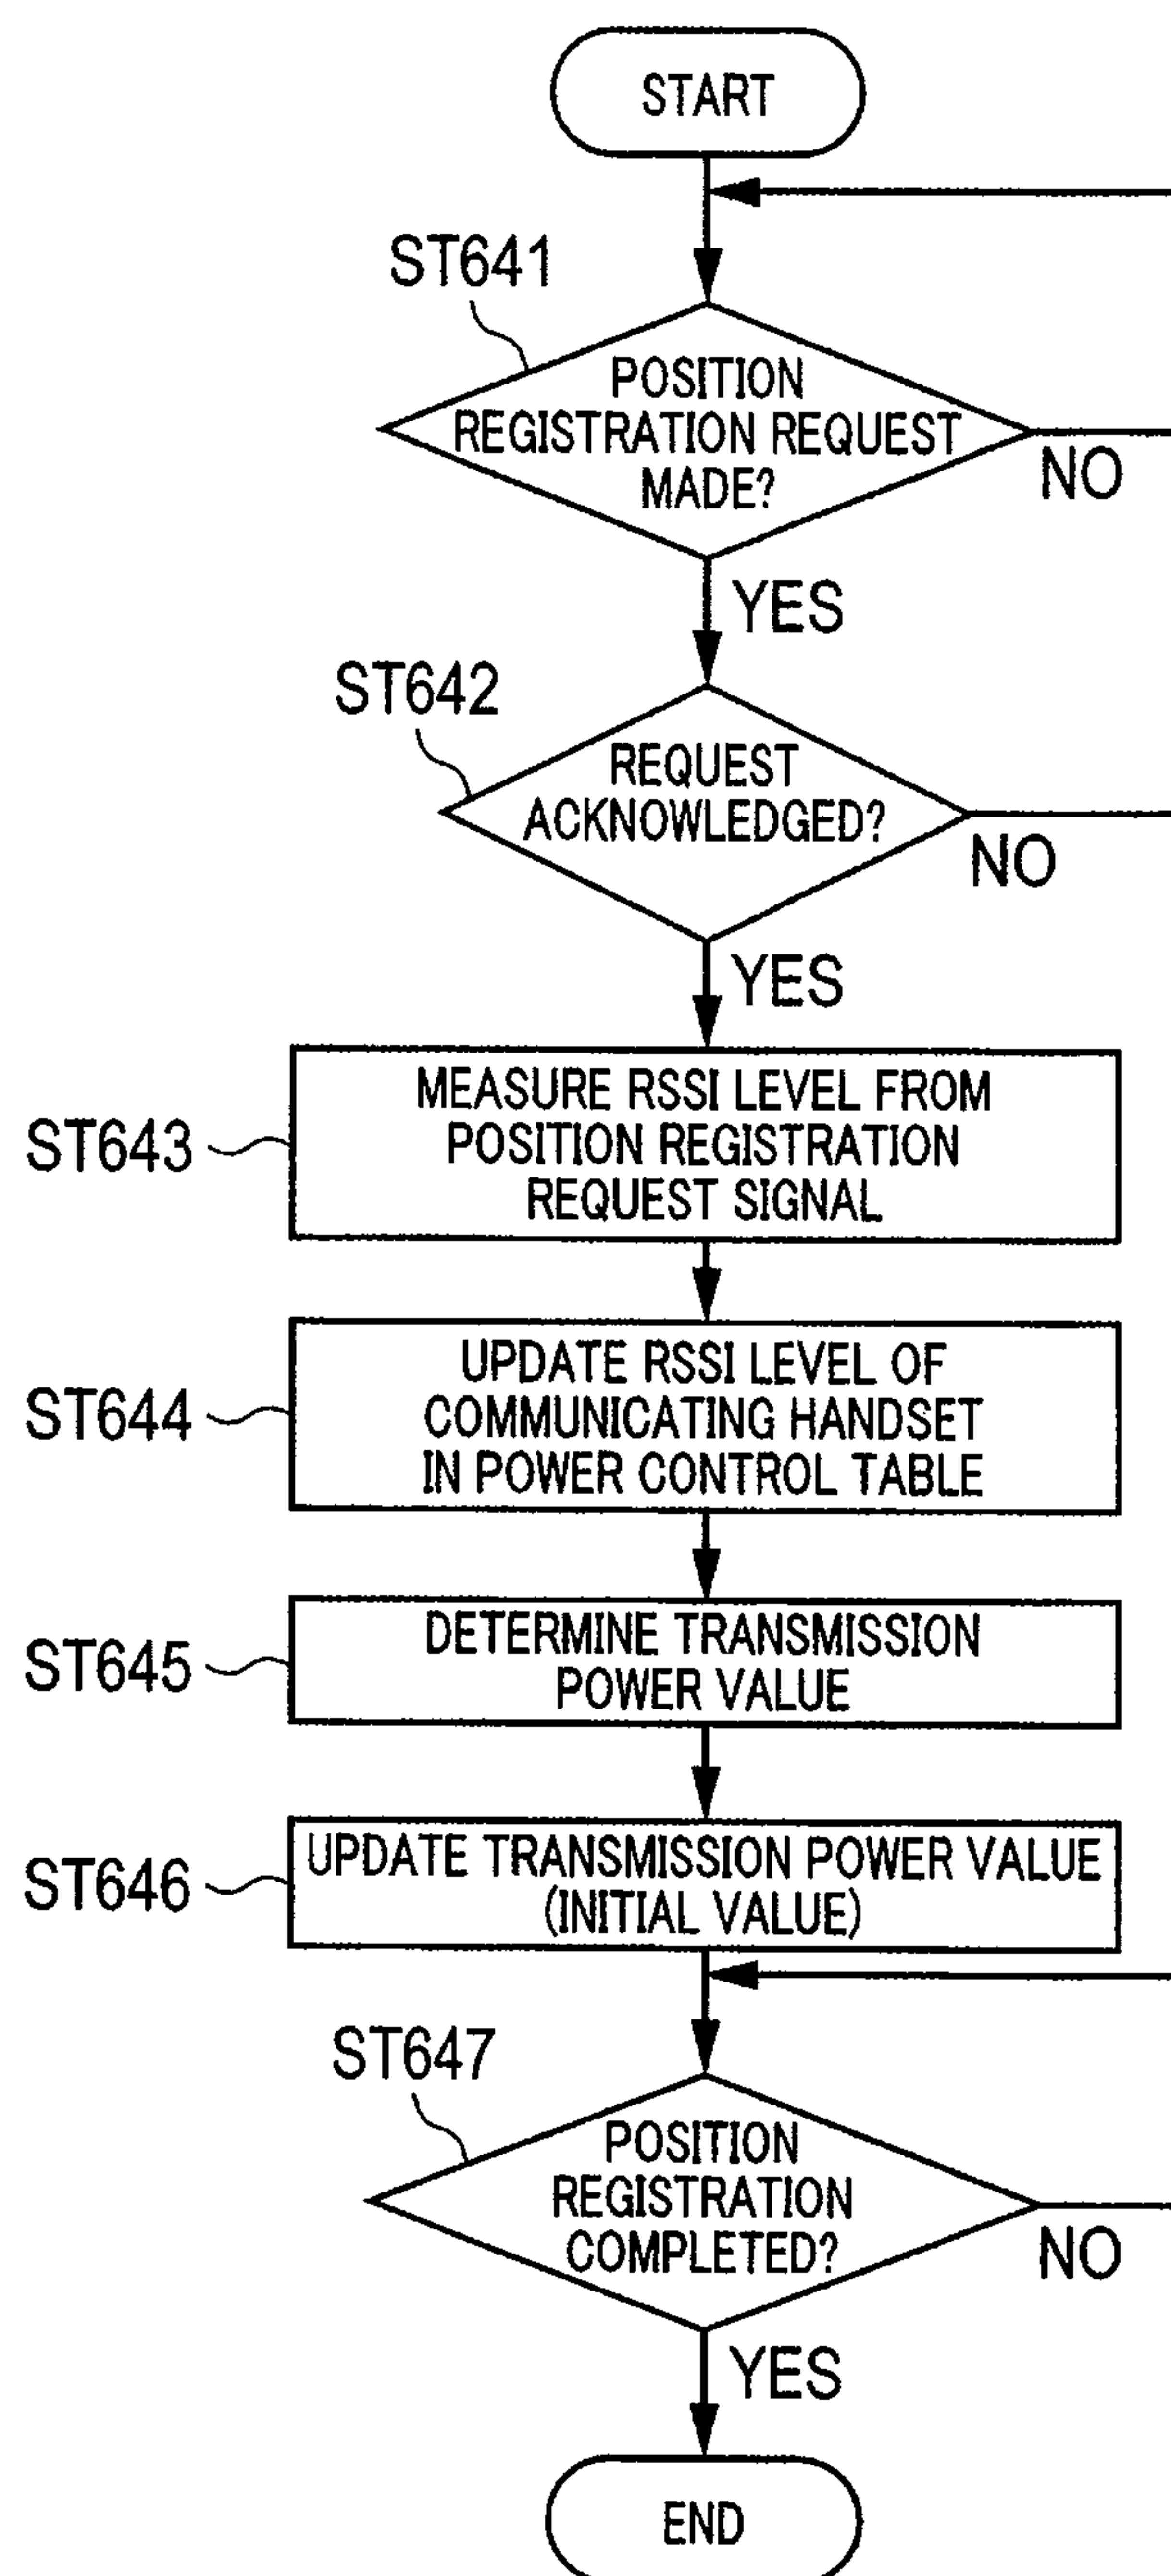 START
ST641
POSITION
REGISTRATION REQUEST
MADE?
NO
YES
ST642
REQUEST
ACKNOWLEDGED?
NO
YES
ST643
MEASURE RSSI LEVEL FROM
POSITION REGISTRATION
REQUEST SIGNAL
ST644
UPDATE RSSI LEVEL OF
COMMUNICATING HANDSET
IN POWER CONTROL TABLE
ST645
DETERMINE TRANSMISSION
POWER VALUE
ST646
UPDATE TRANSMISSION POWER VALUE
(INITIAL VALUE)
ST647
POSITION
REGISTRATION
COMPLETED?
NO
YES
END